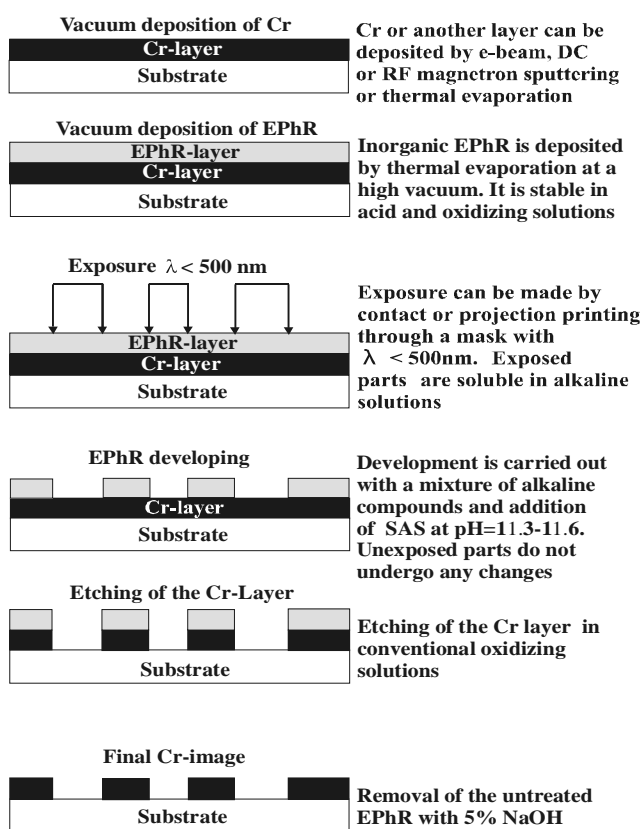 Vacuum deposition of Cr
Cr-layer
Substrate
Cr or another layer can be
deposited by e-beam, DC
or RF magnetron sputtering
or thermal evaporation
Vacuum deposition of EPhR
EPhR-layer
Cr-layer
Substrate
Inorganic EPhR is deposited
by thermal evaporation at a
high vacuum. It is stable in
acid and oxidizing solutions
Exposure λ < 500 nm
EPhR-layer
Cr-layer
Substrate
Exposure can be made by
contact or projection printing
through a mask with
λ < 500nm. Exposed
parts are soluble in alkaline
solutions
EPhR developing
Cr-layer
Substrate
Development is carried out
with a mixture of alkaline
compounds and addition
of SAS at pH=11.3-11.6.
Unexposed parts do not
undergo any changes
Etching of the Cr-Layer
Substrate
Etching of the Cr layer in
conventional oxidizing
solutions
Final Cr-image
Substrate
Removal of the untreated
EPhR with 5% NaOH